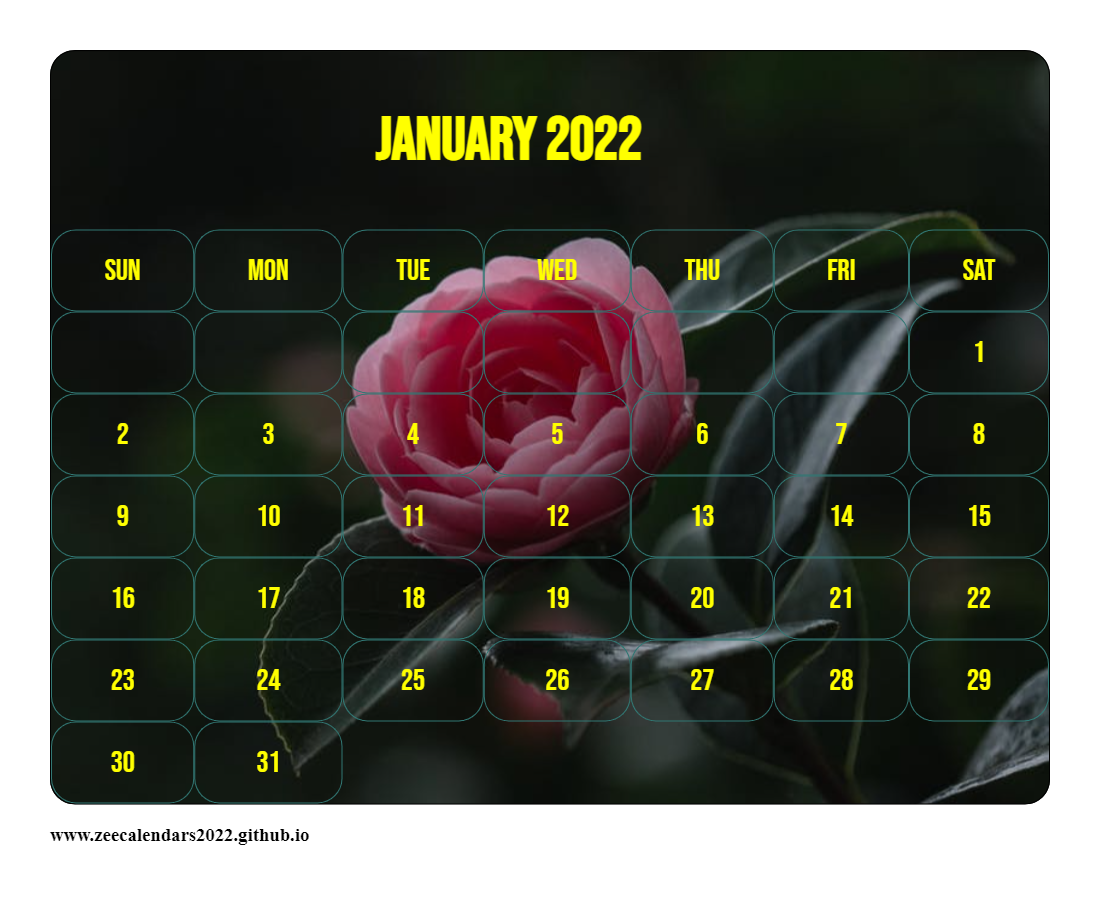 JANUARY 2022
SUN MON TUE WED THU FRI SAT
1
2 3 4 5 6 7 8
9 10 11 12 13 14 15
16 17 18 19 20 21 22
23 24 25 26 27 28 29
30 31
www.zeecalendars2022.github.io